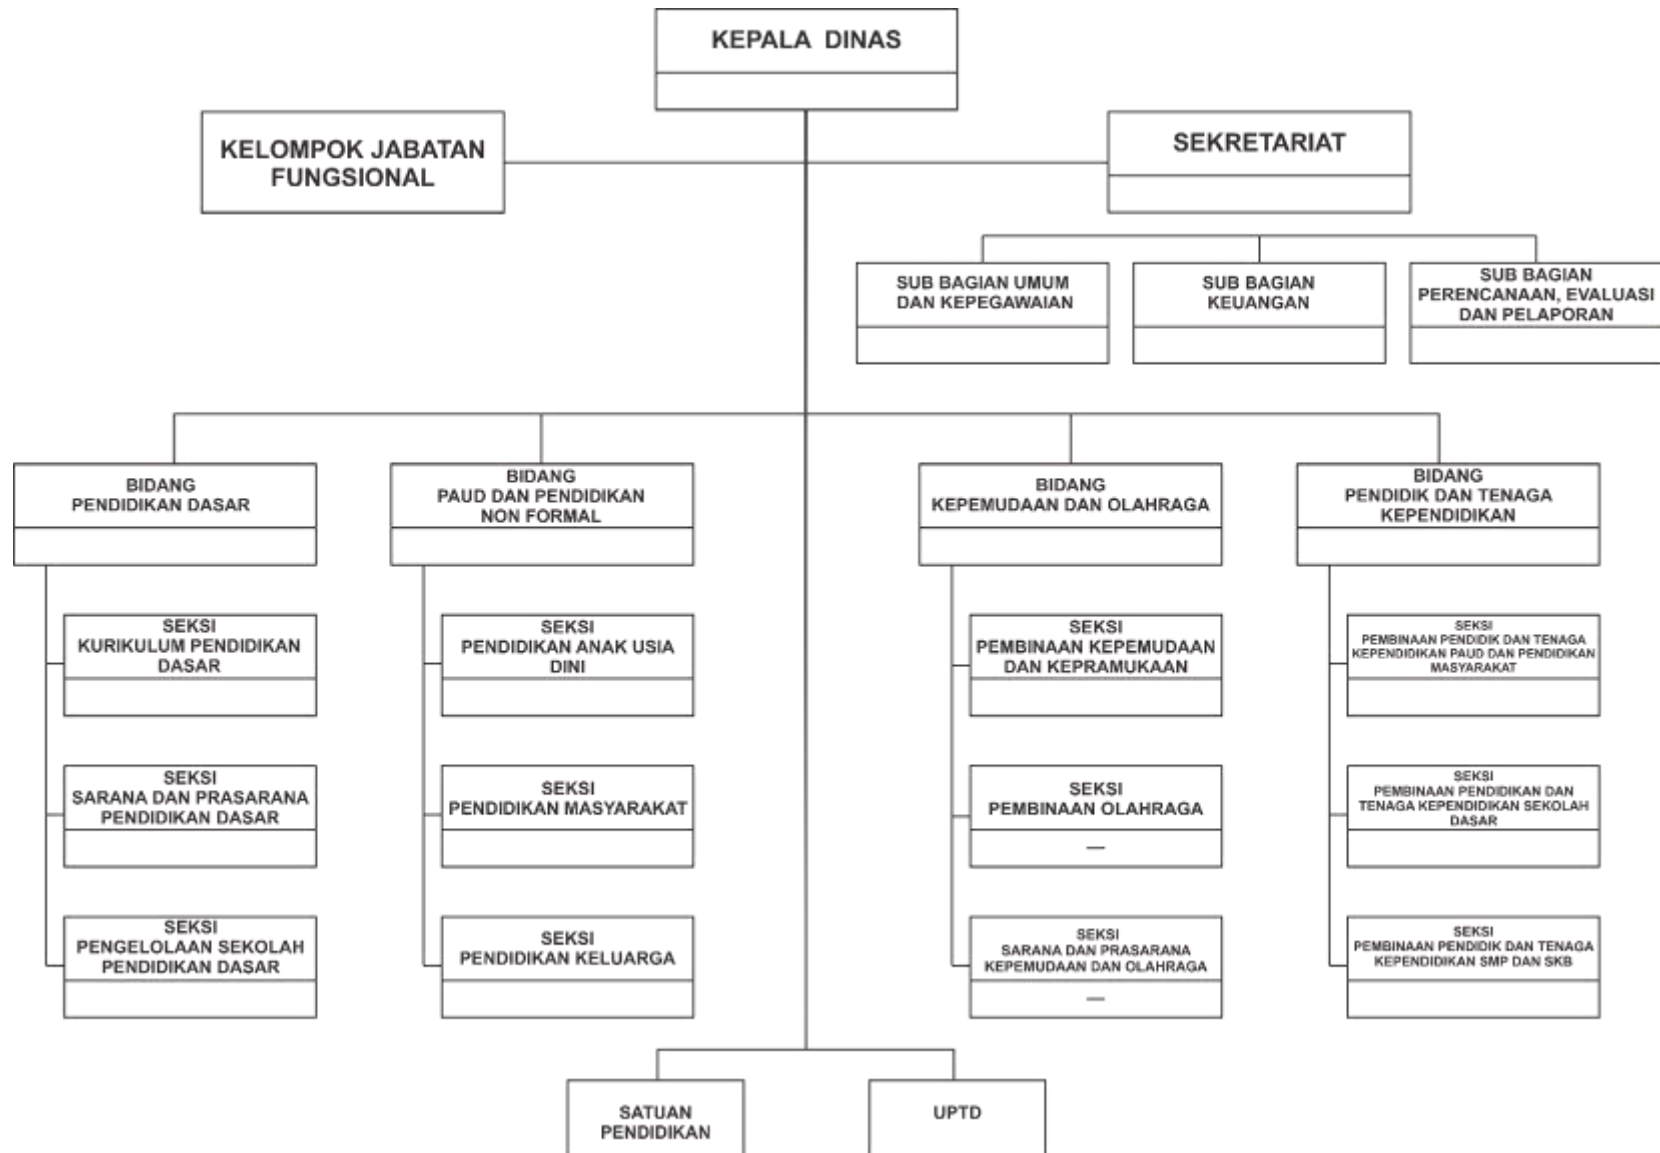 KEPALA DINAS
KELOMPOK JABATAN
FUNGSIONAL
SEKRETARIAT
SUB BAGIAN UMUM
DAN KEPEGAWAIAN
SUB BAGIAN
KEUANGAN
SUB BAGIAN
PERENCANAAN, EVALUASI
DAN PELAPORAN
BIDANG
PENDIDIKAN DASAR
BIDANG
PAUD DAN PENDIDIKAN
NON FORMAL
BIDANG
KEPEMUDAAN DAN OLAHRAGA
BIDANG
PENDIDIK DAN TENAGA
KEPENDIDIKAN
SEKSI
KURIKULUM PENDIDIKAN
DASAR
SEKSI
PENDIDIKAN ANAK USIA
DINI
SEKSI
PEMBINAAN KEPEMUDAAN
DAN KEPRAMUKAAN
SEKSI
PEMBINAAN PENDIDIK DAN TENAGA
KEPENDIDIKAN PAUD DAN PENDIDIKAN
MASYARAKAT
SEKSI
SARANA DAN PRASARANA
PENDIDIKAN DASAR
SEKSI
PENDIDIKAN MASYARAKAT
SEKSI
PEMBINAAN OLAHRAGA
—
SEKSI
PEMBINAAN PENDIDIKAN DAN
TENAGA KEPENDIDIKAN SEKOLAH
DASAR
SEKSI
PENGELOLAAN SEKOLAH
PENDIDIKAN DASAR
SEKSI
PENDIDIKAN KELUARGA
SEKSI
SARANA DAN PRASARANA
KEPEMUDAAN DAN OLAHRAGA
—
SEKSI
PEMBINAAN PENDIDIK DAN TENAGA
KEPENDIDIKAN SMP DAN SKB
SATUAN
PENDIDIKAN
UPTD